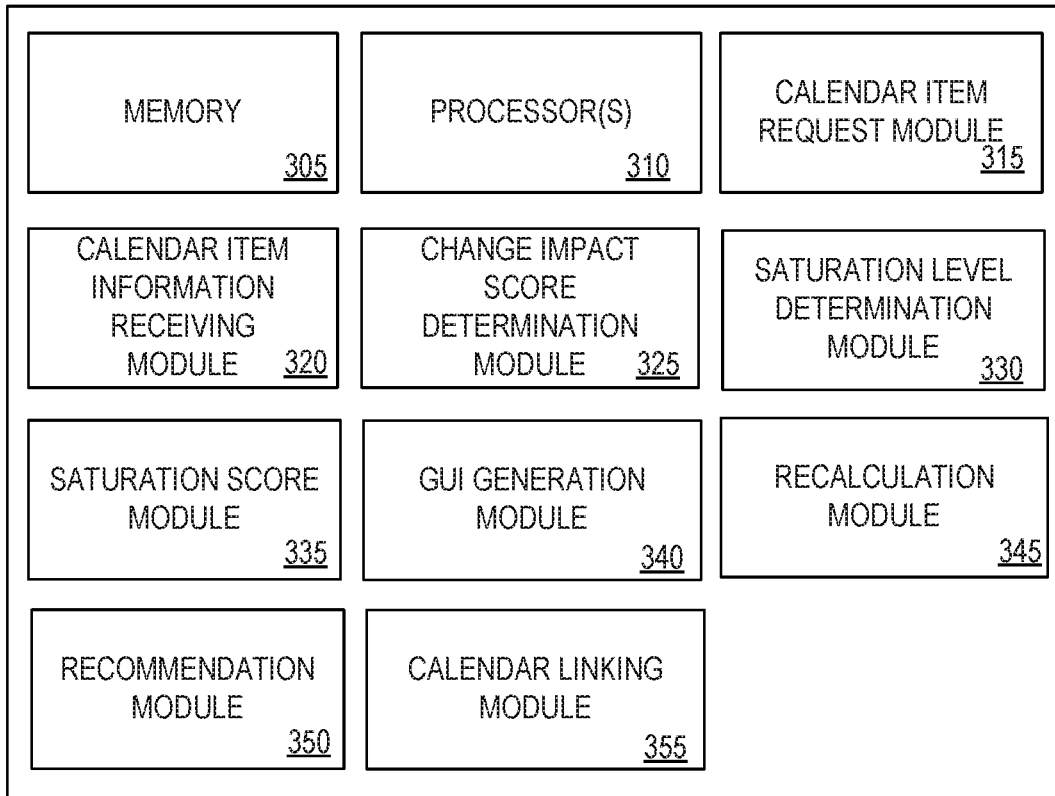 MEMORY
305
PROCESSOR(S)
310
CALENDAR ITEM
REQUEST MODULE
315
CALENDAR ITEM
INFORMATION
RECEIVING
MODULE
320
CHANGE IMPACT
SCORE
DETERMINATION
MODULE
325
SATURATION LEVEL
DETERMINATION
MODULE
330
SATURATION SCORE
MODULE
335
GUI GENERATION
MODULE
340
RECALCULATION
MODULE
345
RECOMMENDATION
MODULE
350
CALENDAR LINKING
MODULE
355